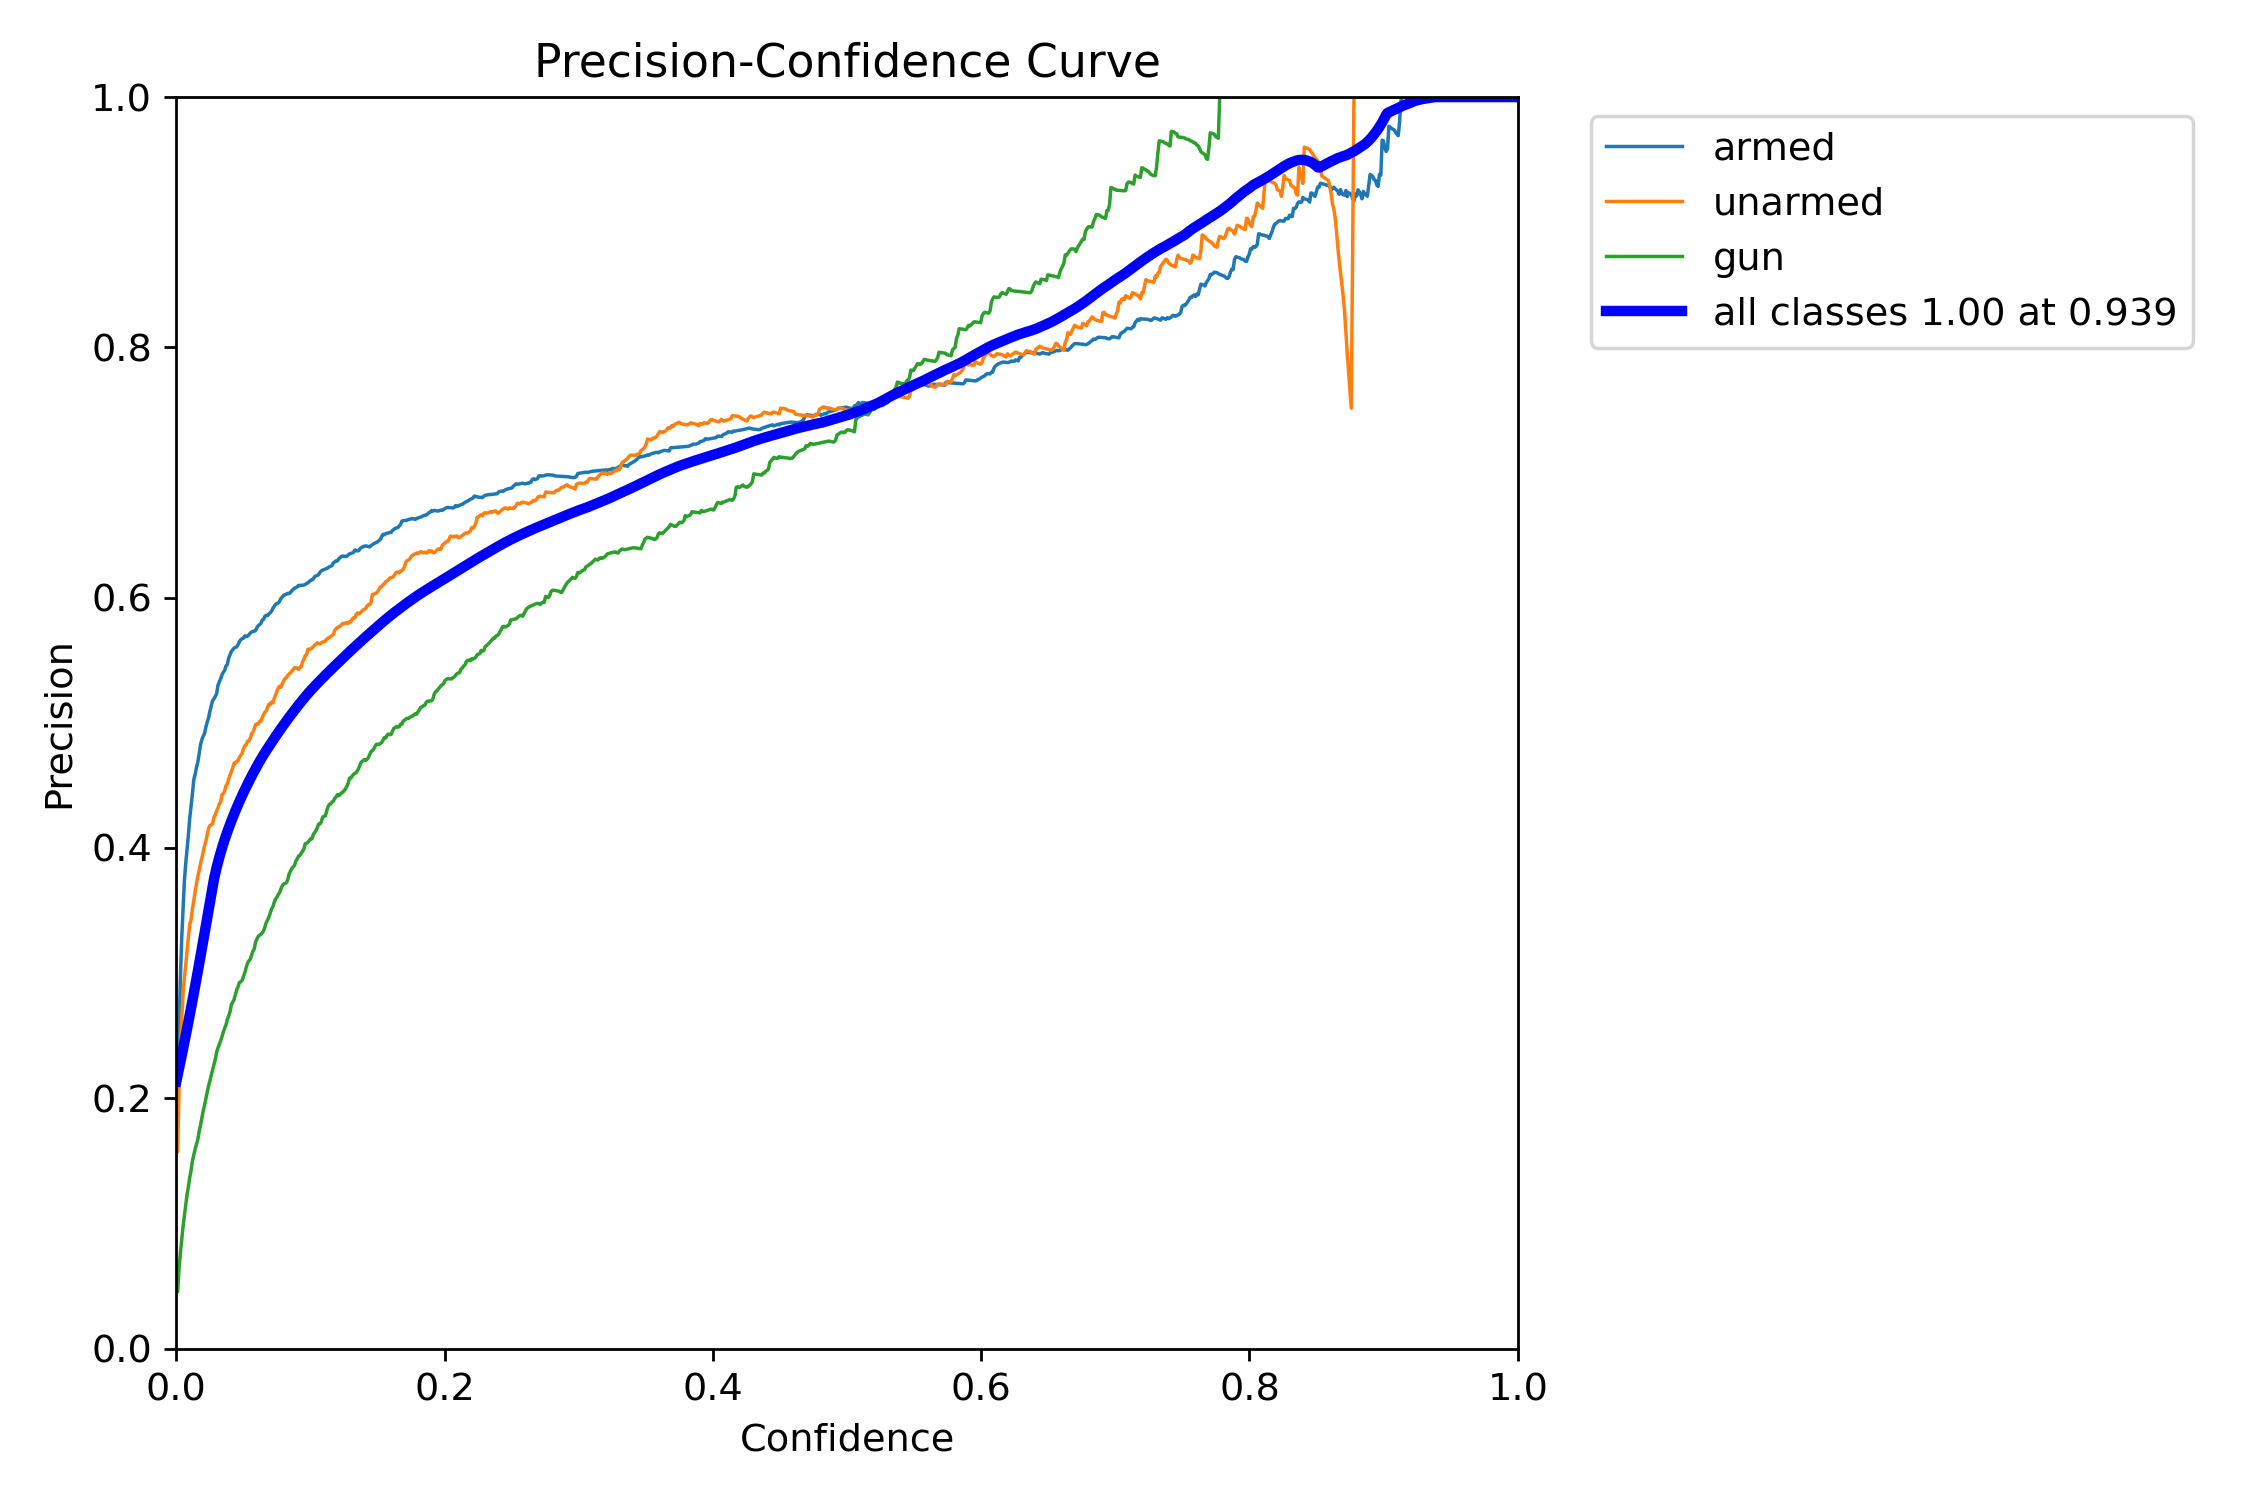 Precision-Confidence Curve
1.0
0.8
0.6
0.4
0.2
0.0
Precision
0.0 0.2 0.4 0.6 0.8 1.0
Confidence
armed
unarmed
gun
all classes 1.00 at 0.939